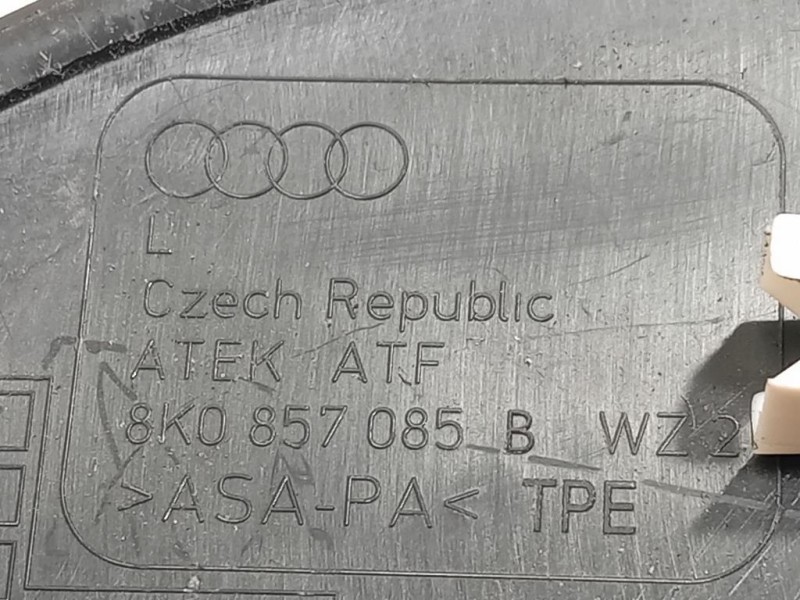 L
Czech Republic
ATEK ATF
8K0 857 085 B WZ 2
>ASA-PA< TPE